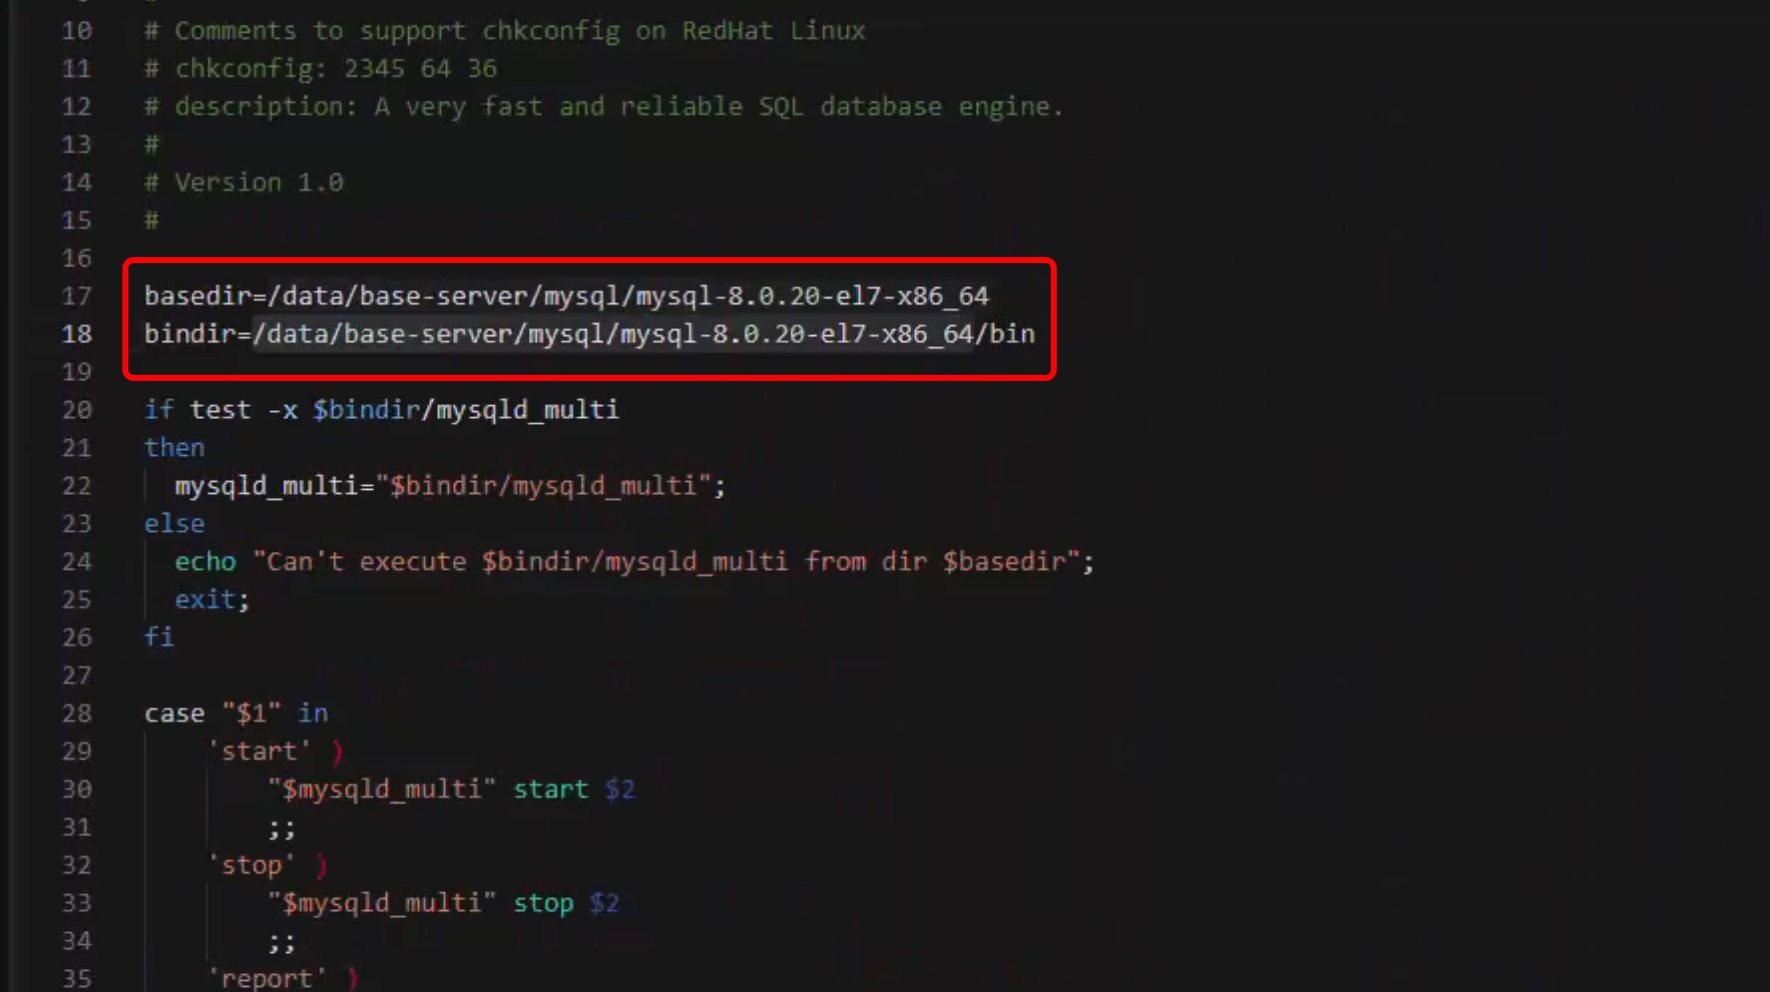 10 # Comments to support chkconfig on RedHat Linux
11 # chkconfig: 2345 64 36
12 # description: A very fast and reliable SQL database engine.
13 #
14 # Version 1.0
15 #
16
17 basedir=/data/base-server/mysql/mysql-8.0.20-el7-x86_64
18 bindir=/data/base-server/mysql/mysql-8.0.20-el7-x86_64/bin
19
20 if test -x $bindir/mysqld_multi
21 then
22 mysqld_multi="$bindir/mysqld_multi";
23 else
24 echo "Can't execute $bindir/mysqld_multi from dir $basedir";
25 exit;
26 fi
27
28 case "$1" in
29 'start' )
30 "$mysqld_multi" start $2
31 ;;
32 'stop' )
33 "$mysqld_multi" stop $2
34 ;;
35 'report' )